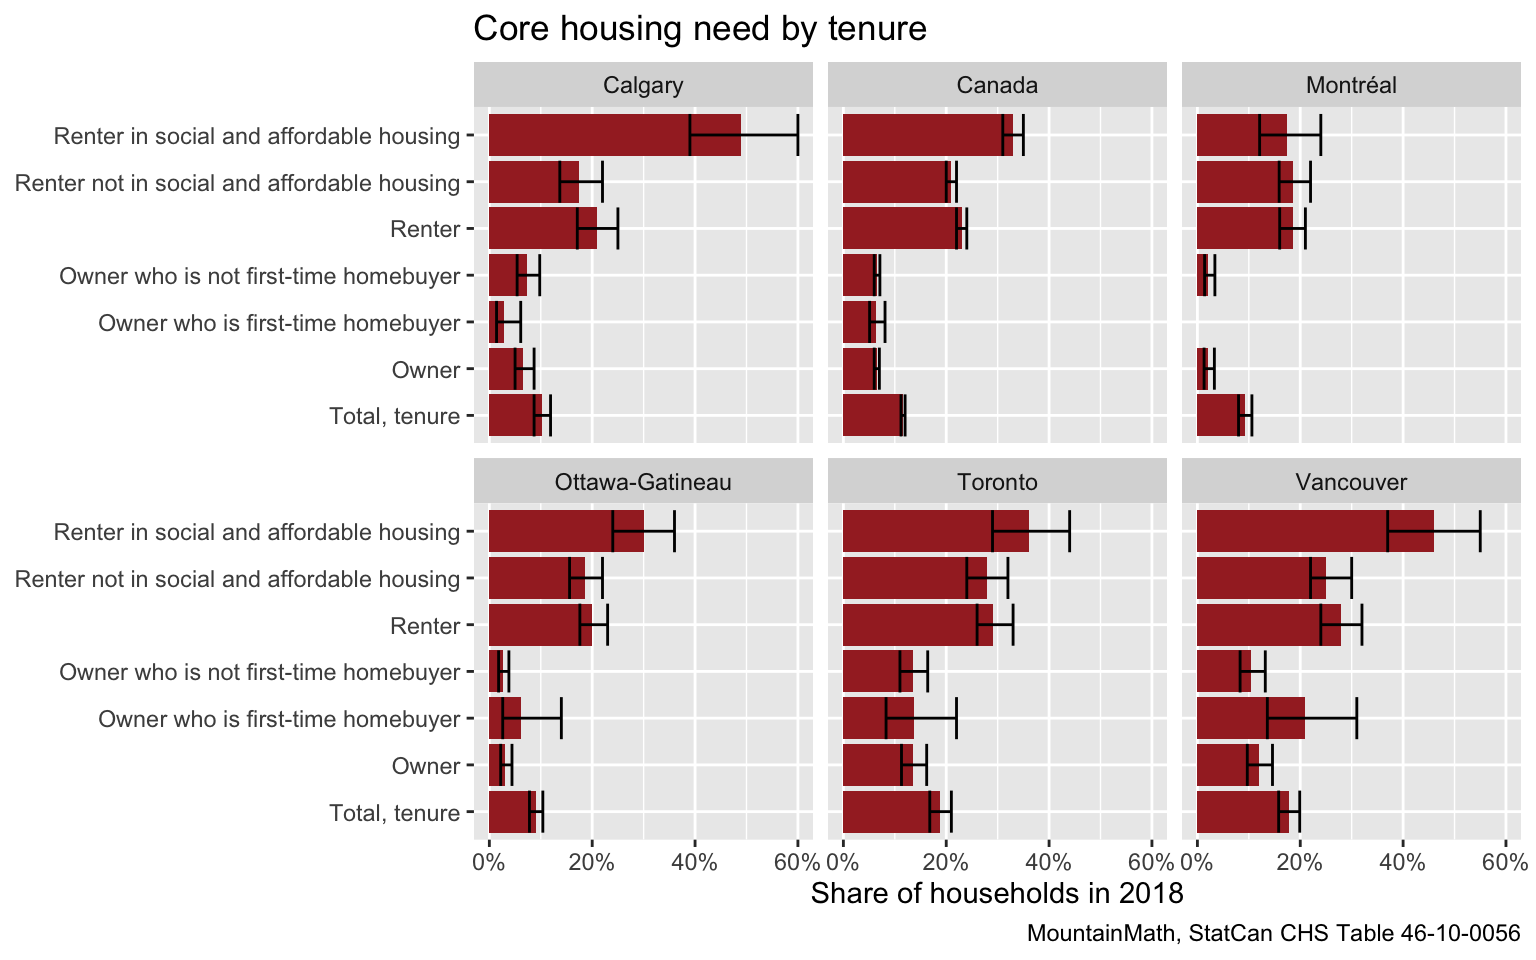 Core housing need by tenure
Calgary
Canada
Montréal
Renter in social and affordable housing
Renter not in social and affordable housing
Renter
Owner who is not first-time homebuyer
Owner who is first-time homebuyer
Owner
Total, tenure
Ottawa-Gatineau
Toronto
Vancouver
Renter in social and affordable housing
Renter not in social and affordable housing
Renter
Owner who is not first-time homebuyer
Owner who is first-time homebuyer
Owner
Total, tenure
0% 20% 40% 60% 0% 20% 40% 60% 0% 20% 40% 60%
Share of households in 2018
MountainMath, StatCan CHS Table 46-10-0056